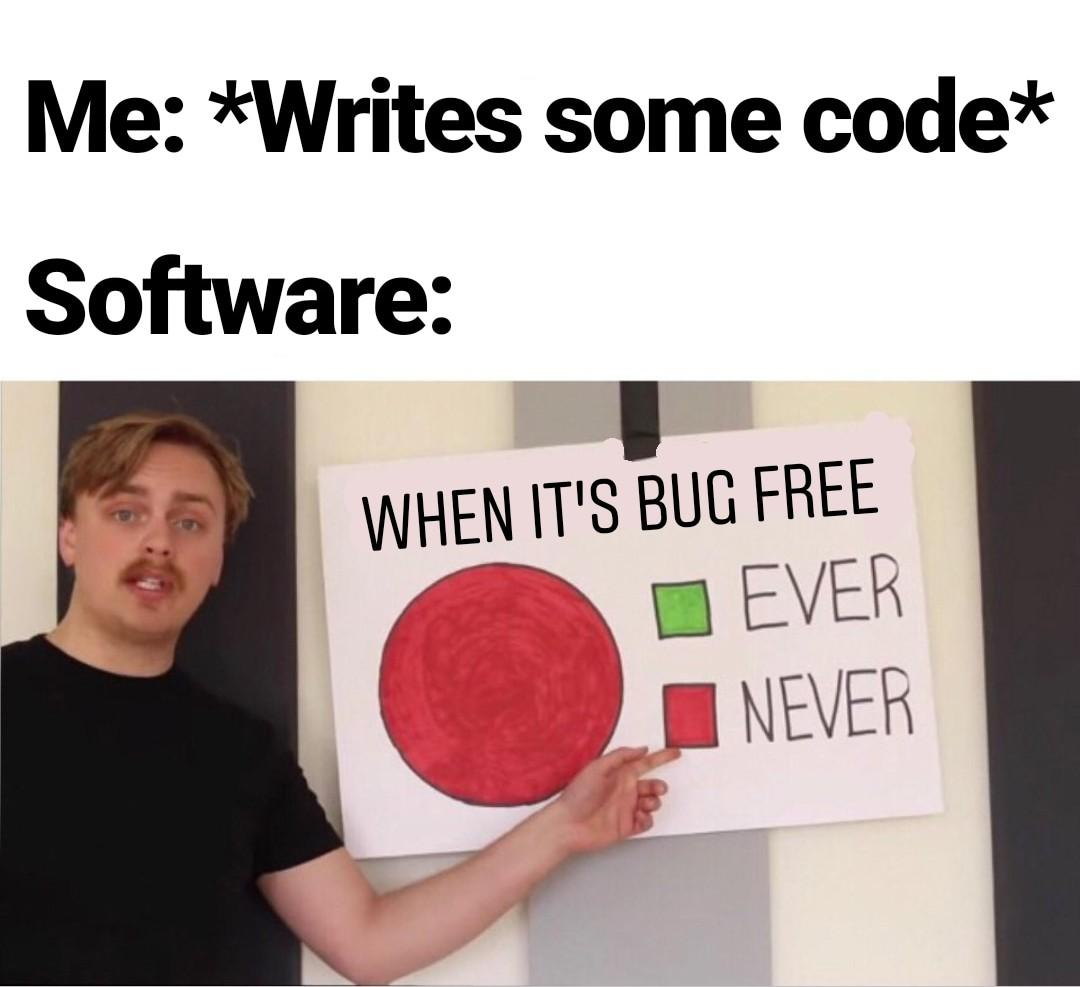 Me: *Writes some code*
Software:
WHEN IT'S BUG FREE
EVER
NEVER